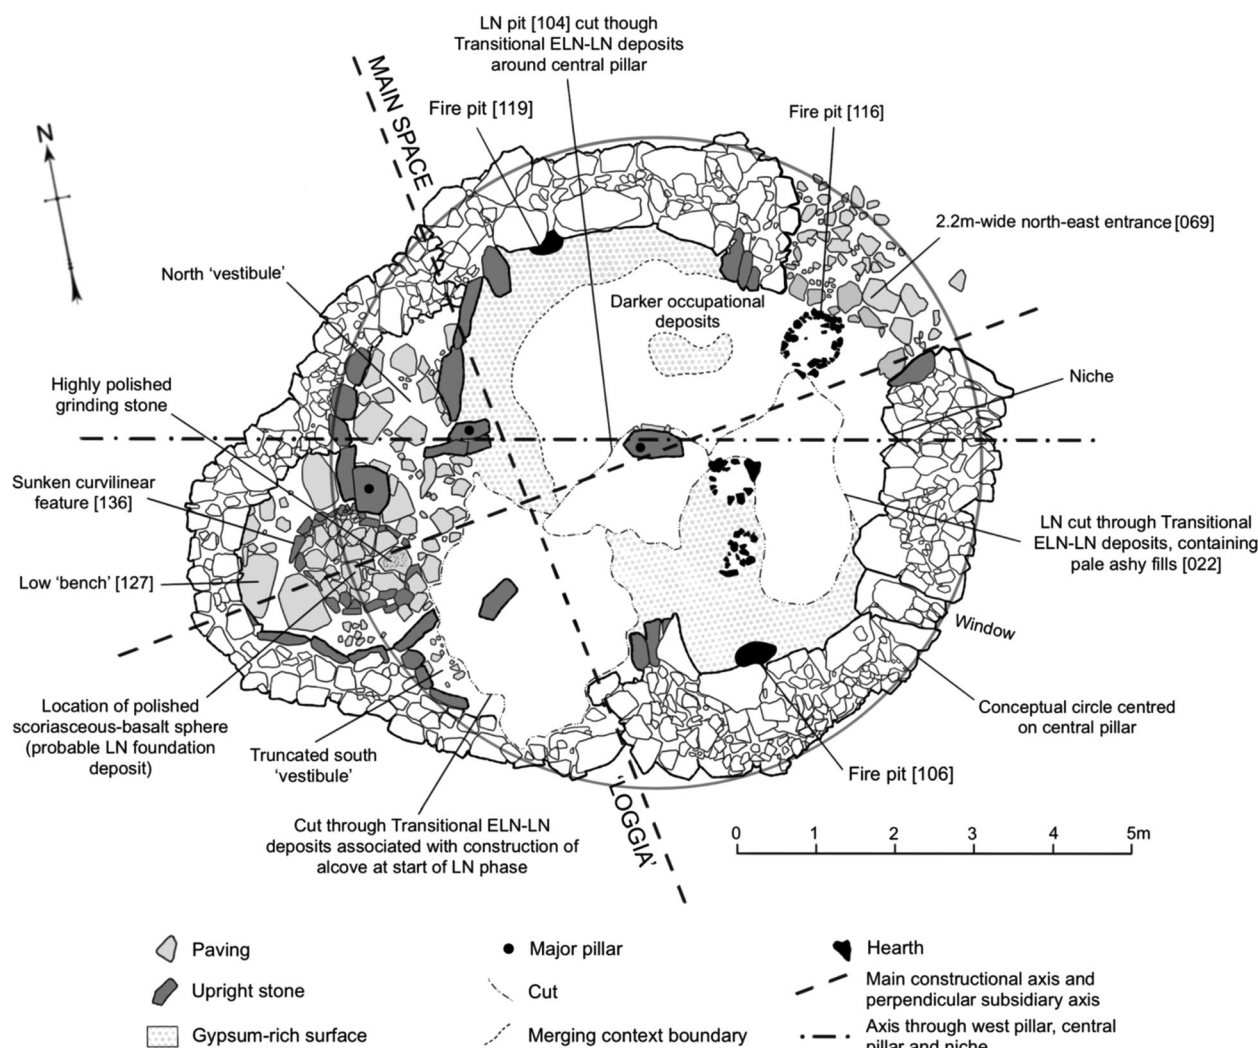 LN pit [104] cut though
Transitional ELN-LN deposits
around central pillar
MAIN SPACE
Fire pit [119]
Fire pit [116]
N
2.2m-wide north-east entrance [069]
North ‘vestibule’
Darker occupational
deposits
Highly polished
grinding stone
Niche
Sunken curvilinear
feature [136]
LN cut through Transitional
ELN-LN deposits, containing
pale ashy fills [022]
Low ‘bench’ [127]
Window
Location of polished
scoriasceous-basalt sphere
(probable LN foundation
deposit)
Conceptual circle centred
on central pillar
Truncated south
‘vestibule’
Fire pit [106]
‘LOGGIA’
Cut through Transitional ELN-LN
deposits associated with construction of
alcove at start of LN phase
0 1 2 3 4 5m
Paving
Major pillar
Hearth
Upright stone
Cut
Main constructional axis and
perpendicular subsidiary axis
Gypsum-rich surface
Merging context boundary
Axis through west pillar, central
pillar and niche